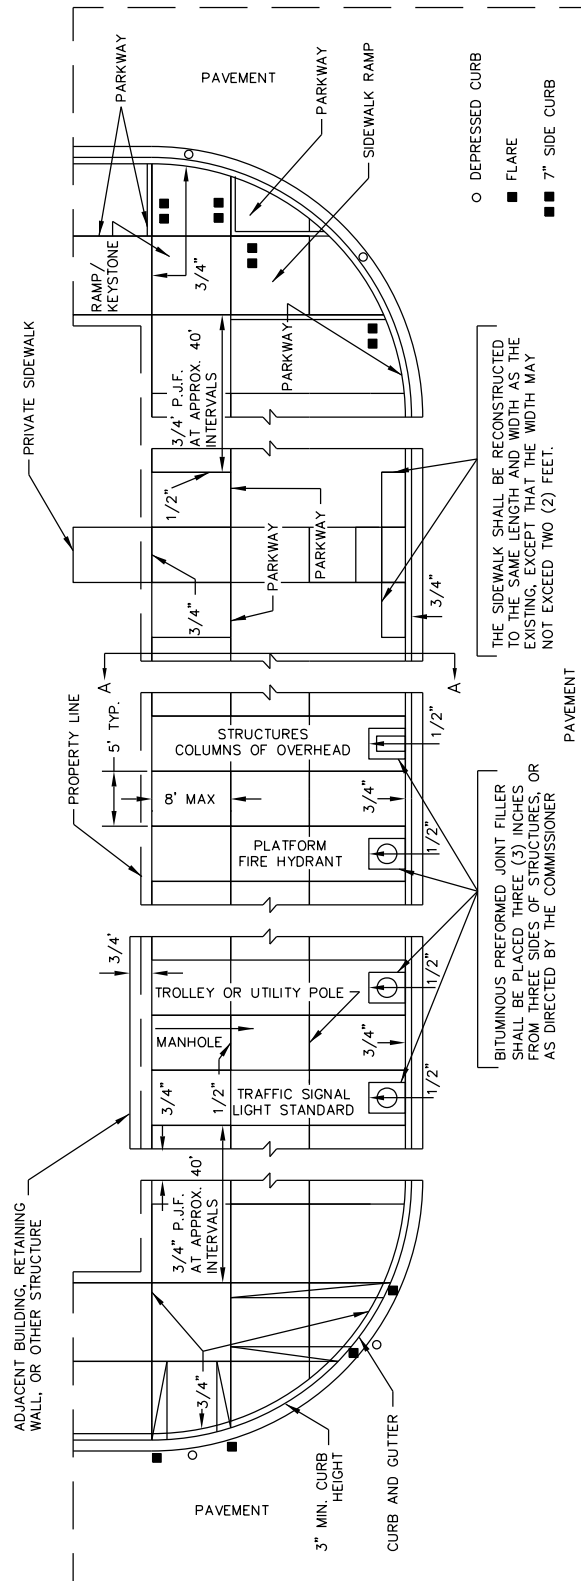 ADJACENT BUILDING, RETAINING
WALL, OR OTHER STRUCTURE
PROPERTY LINE
PRIVATE SIDEWALK
PARKWAY
PAVEMENT
RAMP/
KEYSTONE
3/4'
5' TYP.
A
3/4"
3/4" P.J.F.
AT APPROX. 40'
INTERVALS
3/4"
1/2"
MANHOLE
TROLLEY OR UTILITY POLE
8' MAX
3/4"
1/2"
3/4' P.J.F.
AT APPROX. 40'
INTERVALS
3/4"
TRAFFIC SIGNAL
LIGHT STANDARD
PLATFORM
FIRE HYDRANT
STRUCTURES
COLUMNS OF OVERHEAD
PARKWAY
PARKWAY
PARKWAY
PARKWAY
SIDEWALK RAMP
PAVEMENT
3" MIN. CURB
HEIGHT
CURB AND GUTTER
3/4"
3/4"
1/2"
1/2"
1/2"
1/2"
A
3/4"
BITUMINOUS PREFORMED JOINT FILLER
SHALL BE PLACED THREE (3) INCHES
FROM THREE SIDES OF STRUCTURES, OR
AS DIRECTED BY THE COMMISSIONER
THE SIDEWALK SHALL BE RECONSTRUCTED
TO THE SAME LENGTH AND WIDTH AS THE
EXISTING, EXCEPT THAT THE WIDTH MAY
NOT EXCEED TWO (2) FEET.
DEPRESSED CURB
FLARE
7" SIDE CURB
PAVEMENT